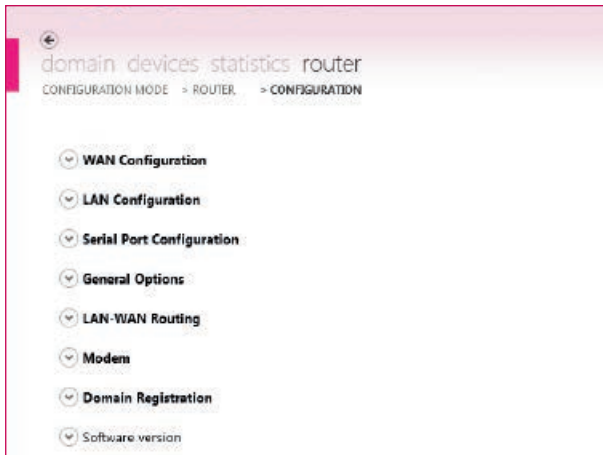 domain devices statistics router
CONFIGURATION MODE > ROUTER > CONFIGURATION
WAN Configuration
LAN Configuration
Serial Port Configuration
General Options
LAN-WAN Routing
Modem
Domain Registration
Software version